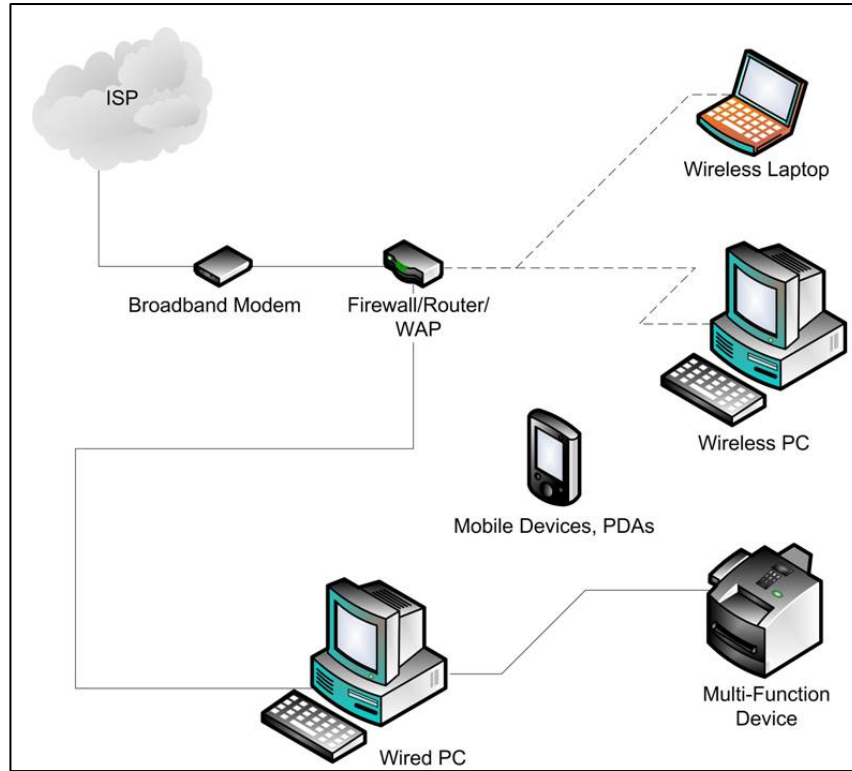 ISP
Wireless Laptop
Broadband Modem
Firewall/Router/
WAP
Wireless PC
Mobile Devices, PDAs
Multi-Function
Device
Wired PC